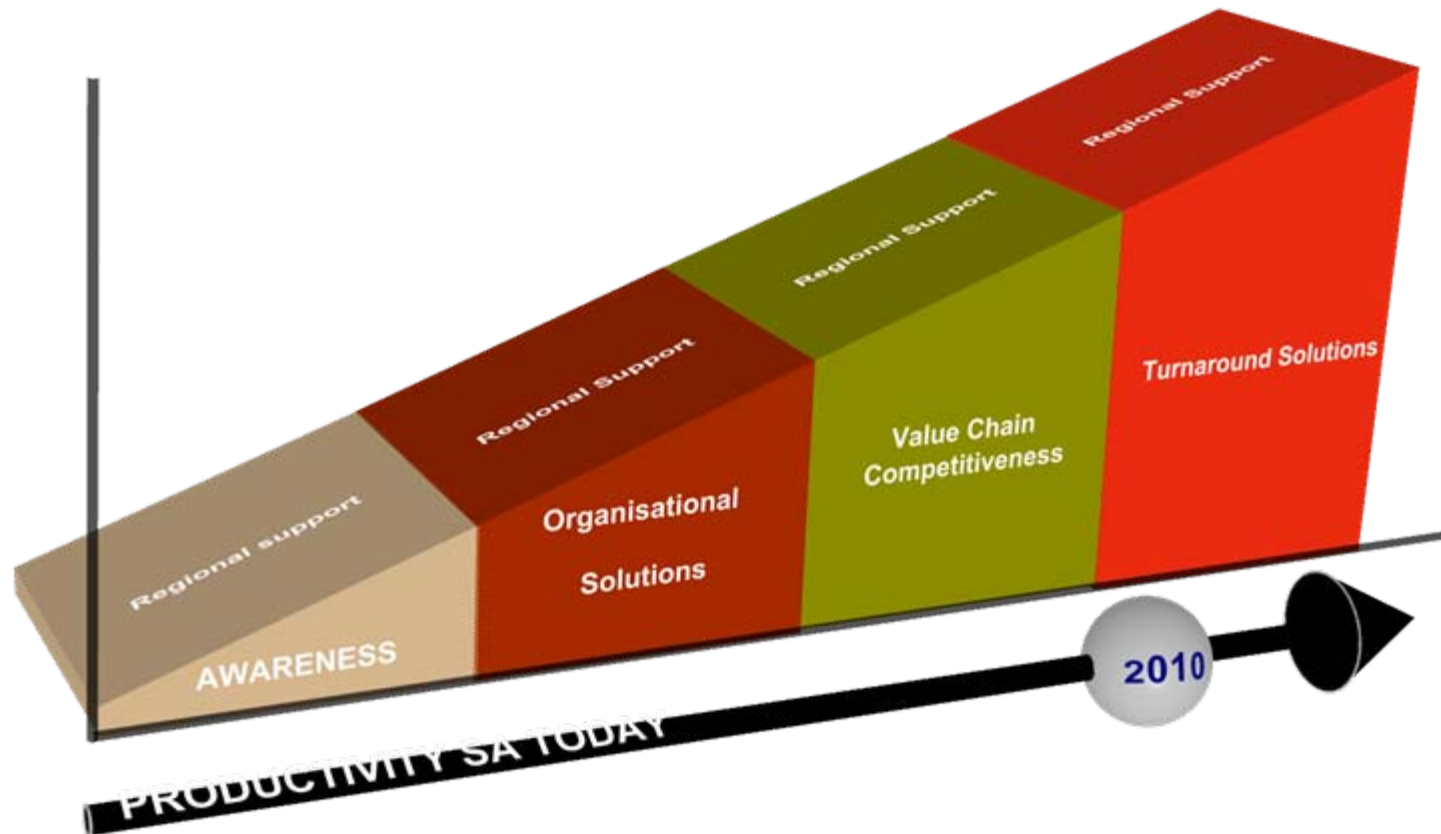 Regional Support
Regional Support
Regional Support
Regional support
Turnaround Solutions
Value Chain
Competitiveness
Organisational
Solutions
AWARENESS
2010
PRODUCTIVITY SA TODAY